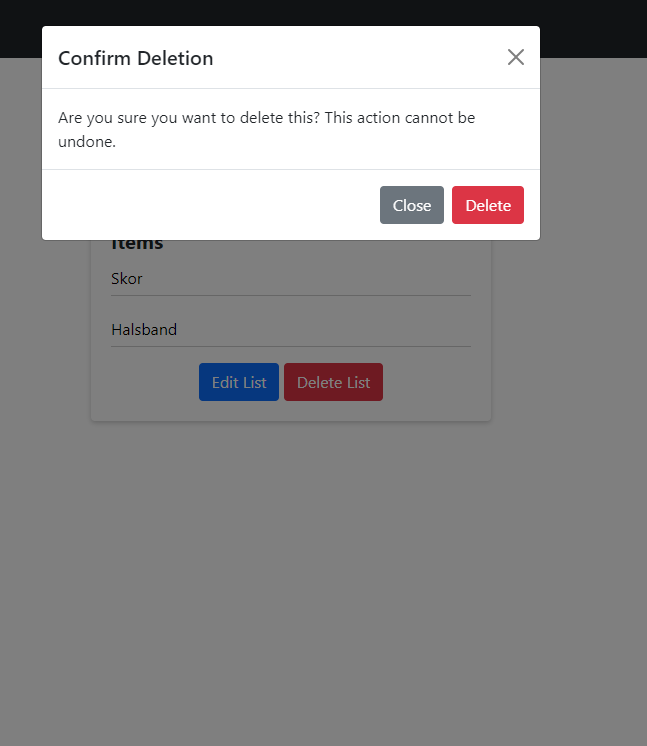 Confirm Deletion
Are you sure you want to delete this? This action cannot be
undone.
Close Delete
Items
Skor
Halsband
Edit List Delete List